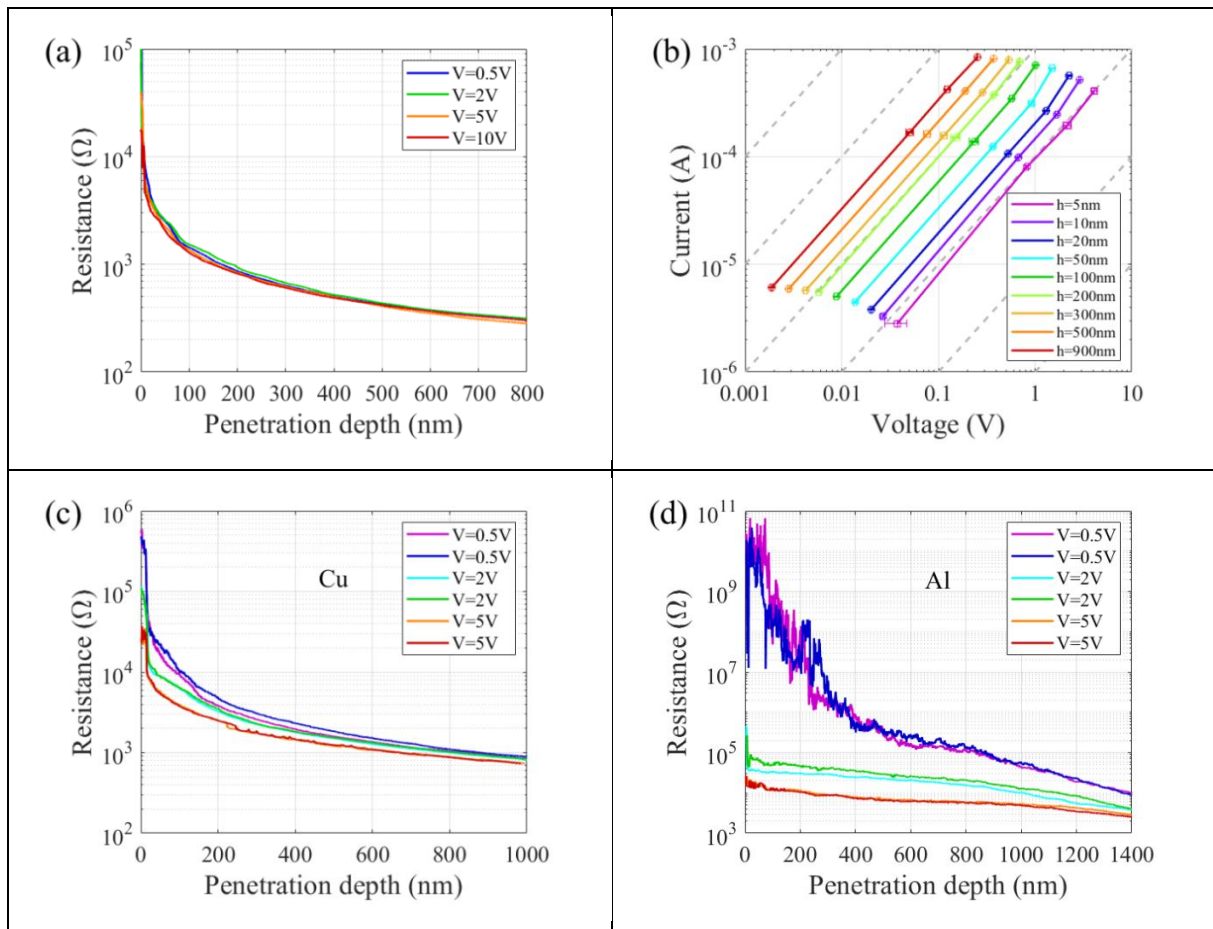 (a)
10^5
10^4
10^3
10^2
Resistance (Ω)
V=0.5V
V=2V
V=5V
V=10V
0 100 200 300 400 500 600 700 800
Penetration depth (nm)
(b)
10^-3
10^-4
10^-5
10^-6
Current (A)
h=5nm
h=10nm
h=20nm
h=50nm
h=100nm
h=200nm
h=300nm
h=500nm
h=900nm
0.001 0.01 0.1 1 10
Voltage (V)
(c)
10^6
10^5
10^4
10^3
10^2
Resistance (Ω)
Cu
V=0.5V
V=0.5V
V=2V
V=2V
V=5V
V=5V
0 200 400 600 800 1000
Penetration depth (nm)
(d)
10^11
10^9
10^7
10^5
10^3
Resistance (Ω)
Al
V=0.5V
V=0.5V
V=2V
V=2V
V=5V
V=5V
0 200 400 600 800 1000 1200 1400
Penetration depth (nm)